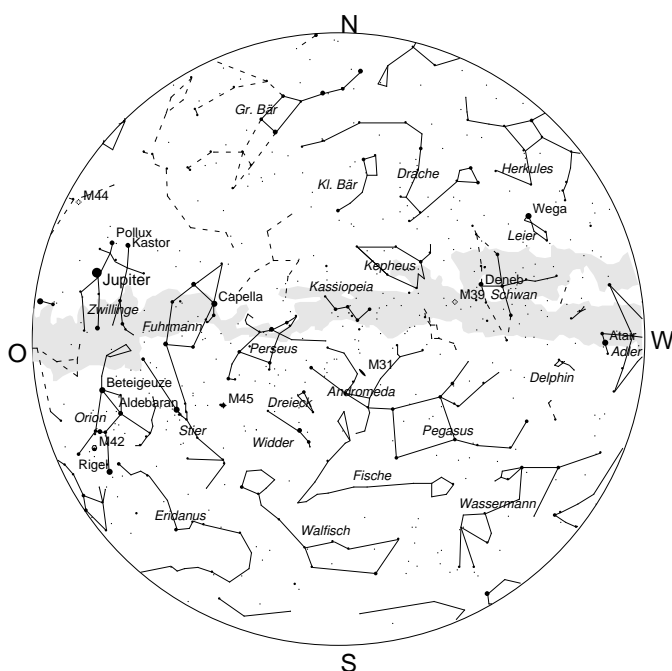 N
Gr. Bär
Kl. Bär
Drache
Herkules
M44
Wega
Leier
Pollux
Kastor
Jupiter
Kepheus
Deneb
Kassiopeia
M39
Schwan
Capella
Zwillinge
Fuhrmann
O
Perseus
Atair
W
Adler
M31
Delphin
Beteigeuze
Andromeda
Aldebaran
M45
Dreieck
Orion
Stier
Widder
Pegasus
M42
Rigel
Fische
Wassermann
Eridanus
Walfisch
S